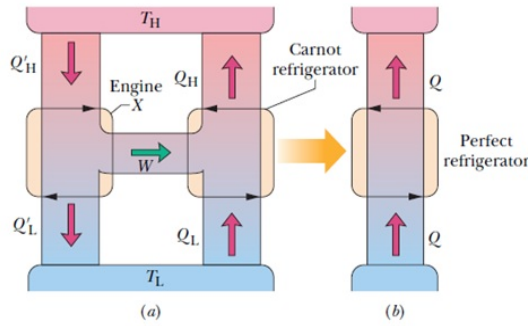 T_H
Q'_H
Engine
X
Q_H
Carnot
refrigerator
Q
W
Perfect
refrigerator
Q'_L
Q_L
Q
T_L
(a)
(b)